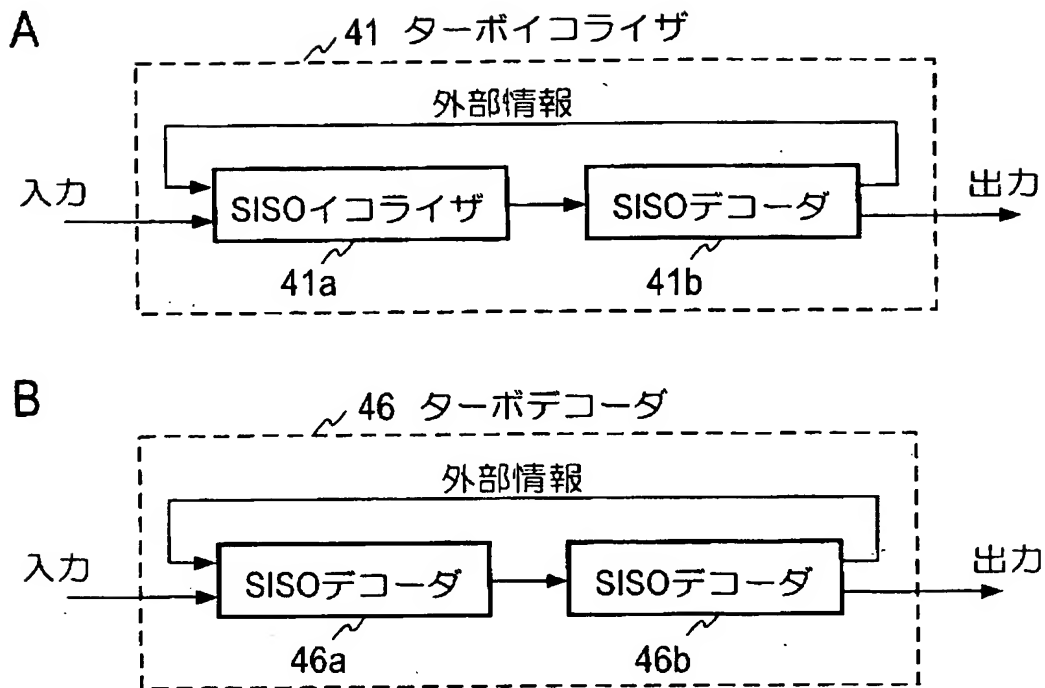 A
41 ターボイコライザ
外部情報
入力
SISOイコライザ
SISOデコーダ
出力
41a
41b
B
46 ターボデコーダ
外部情報
入力
SISOデコーダ
SISOデコーダ
出力
46a
46b